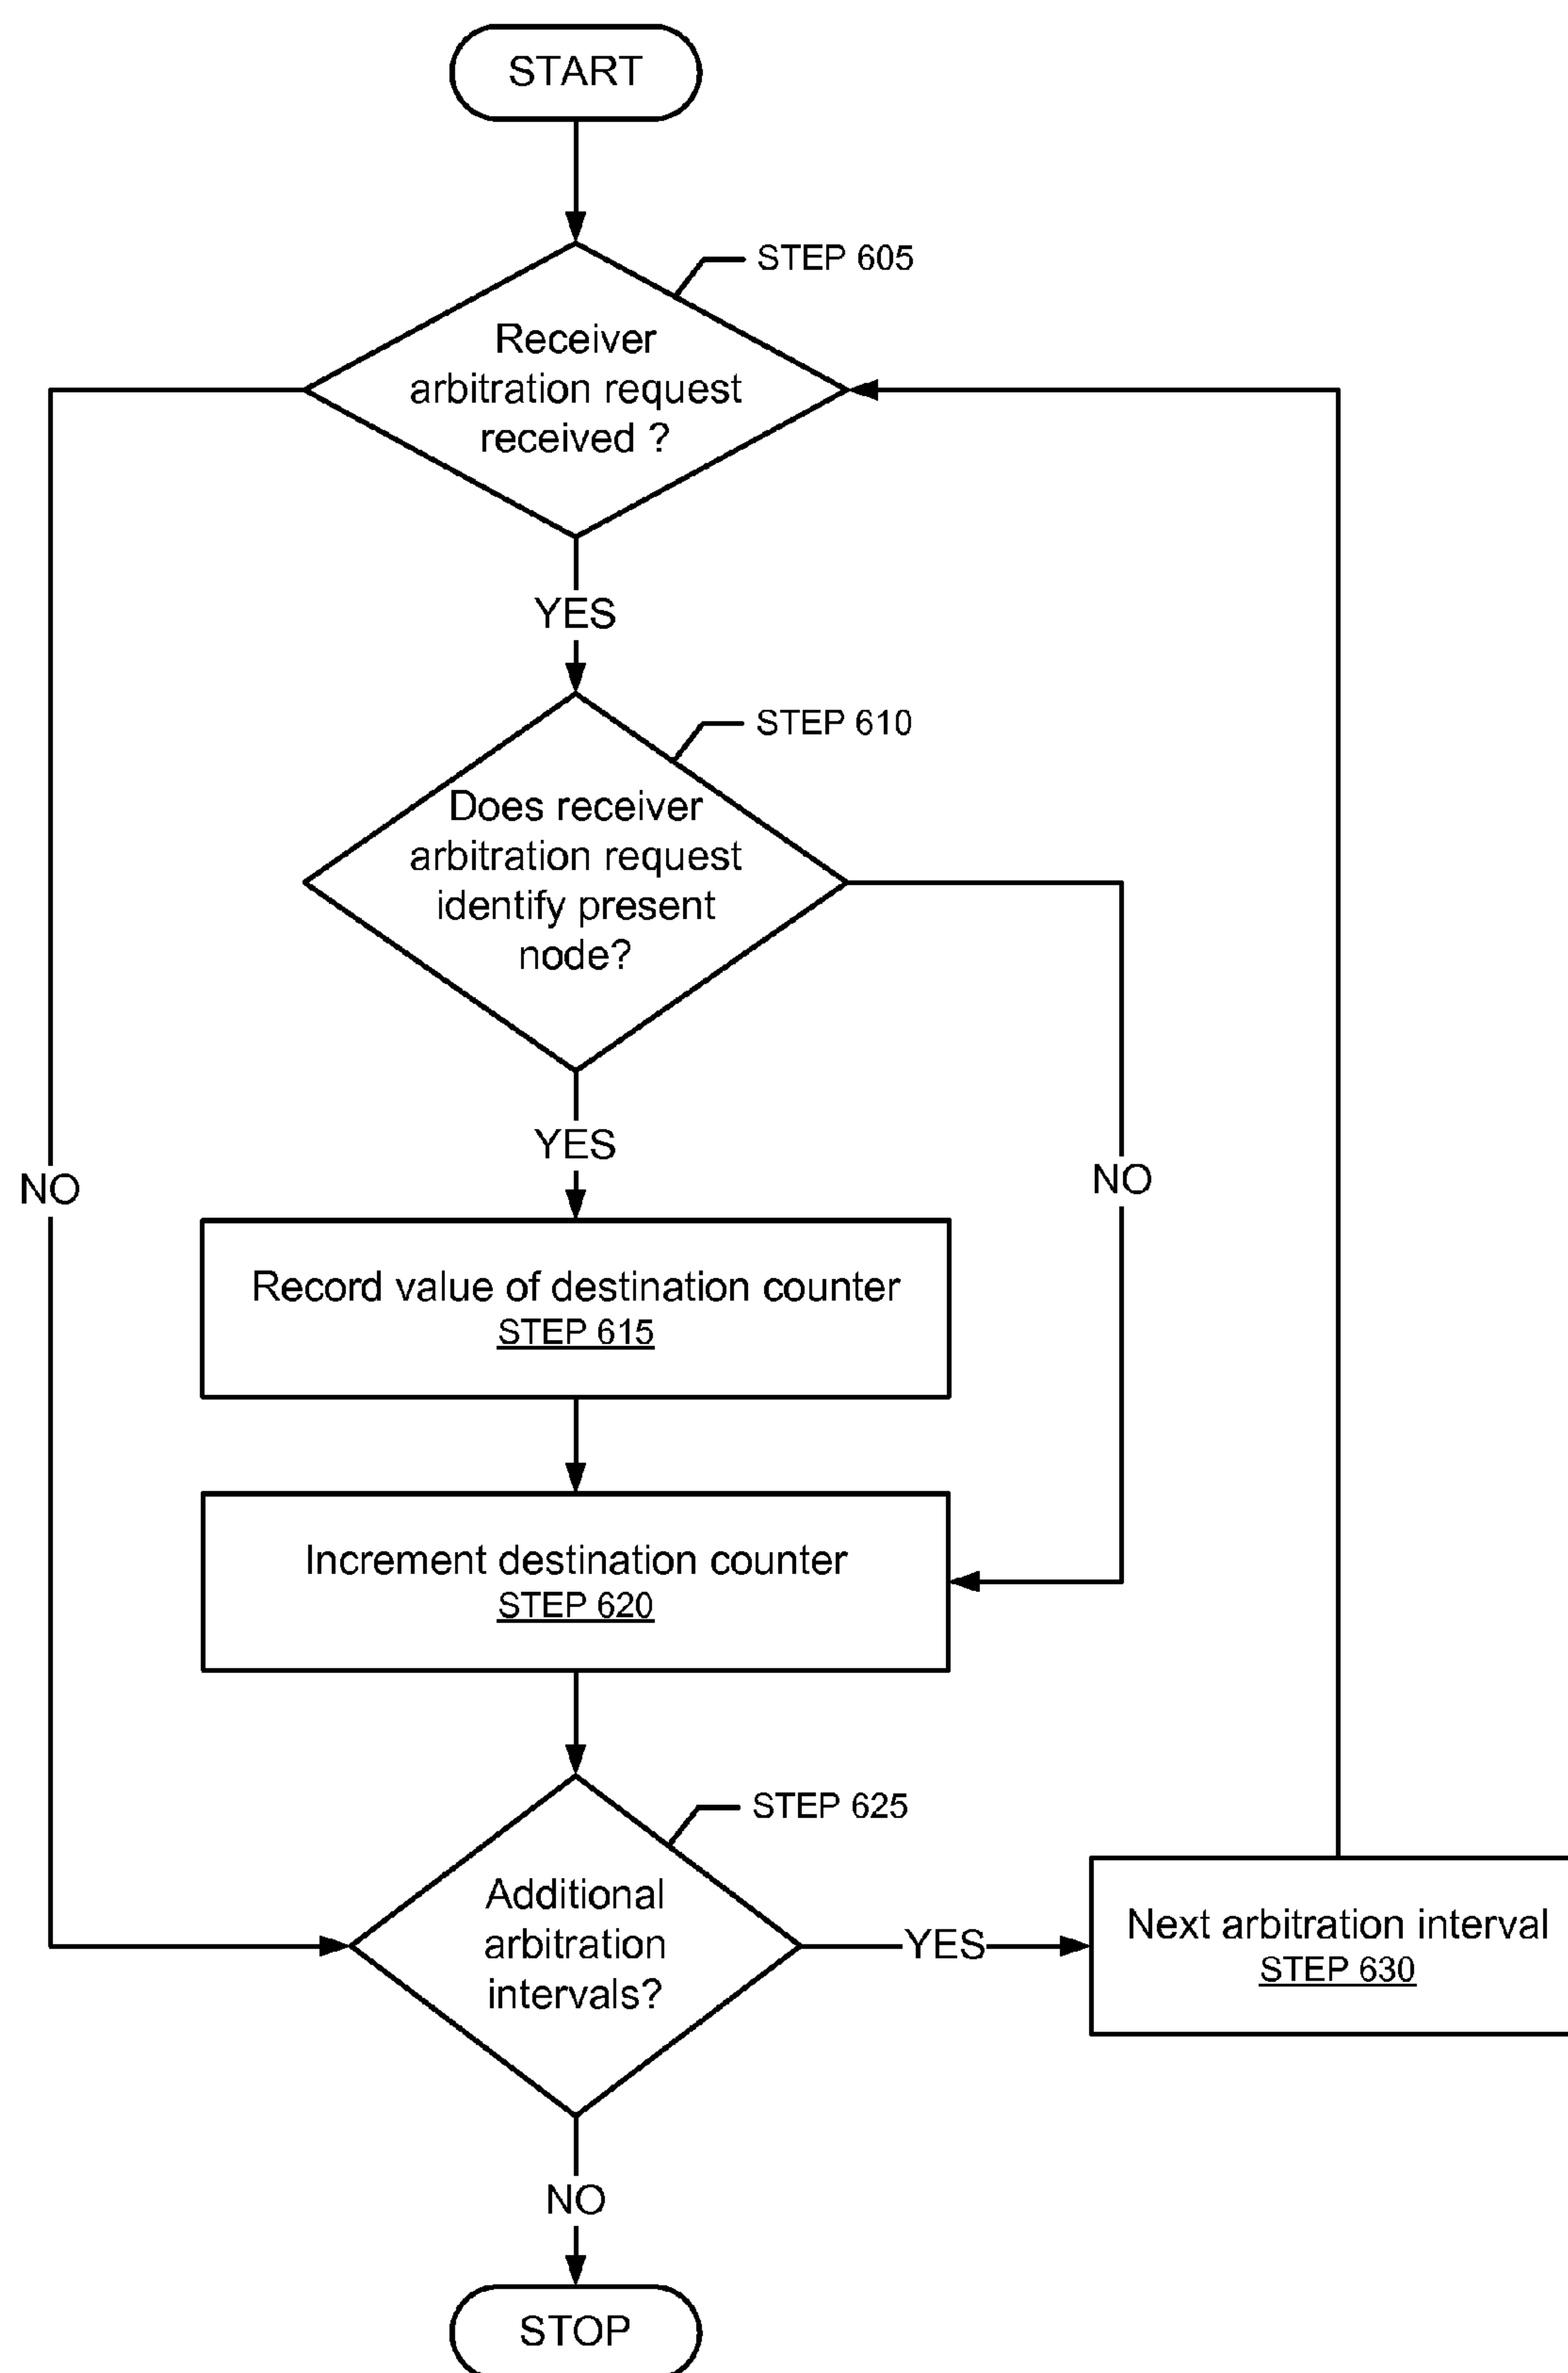 START
STEP 605
Receiver
arbitration request
received ?
YES
STEP 610
Does receiver
arbitration request
identify present
node?
YES
NO
NO
Record value of destination counter
STEP 615
Increment destination counter
STEP 620
STEP 625
Additional
arbitration
intervals?
YES
Next arbitration interval
STEP 630
NO
STOP